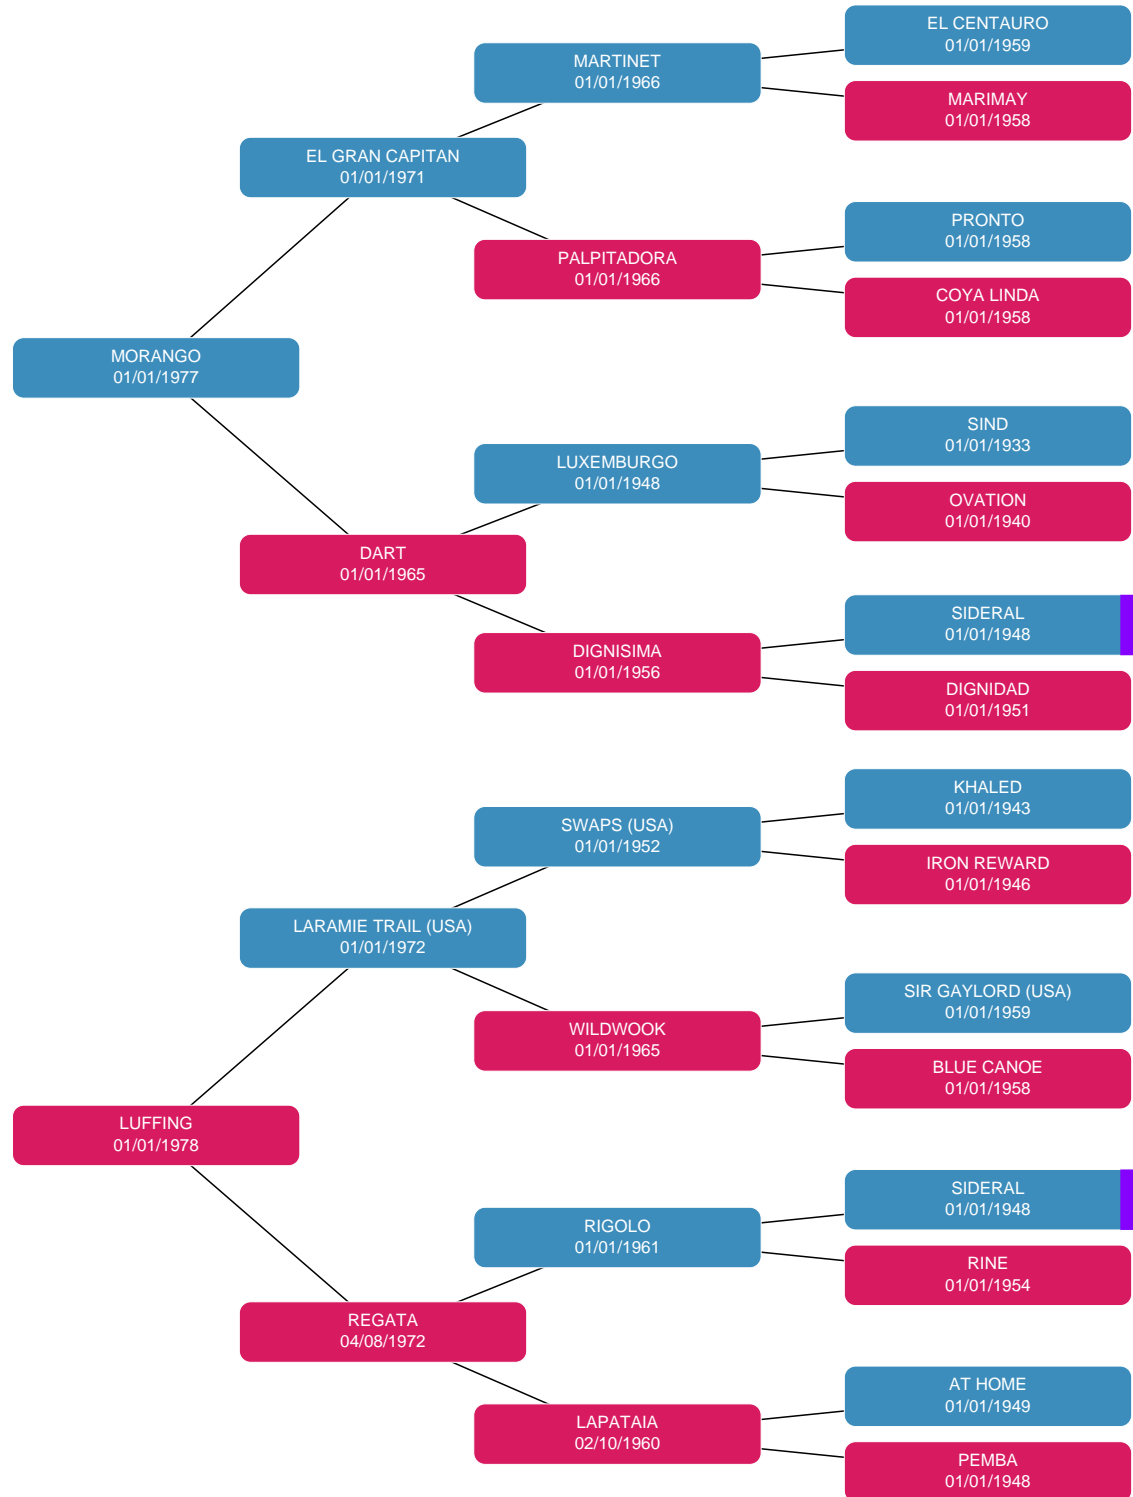 EL CENTAURO
01/01/1959
MARTINET
01/01/1966
MARIMAY
01/01/1958
EL GRAN CAPITAN
01/01/1971
PRONTO
01/01/1958
PALPITADORA
01/01/1966
COYA LINDA
01/01/1958
MORANGO
01/01/1977
SIND
01/01/1933
LUXEMBURGO
01/01/1948
OVATION
01/01/1940
DART
01/01/1965
SIDERAL
01/01/1948
DIGNISIMA
01/01/1956
DIGNIDAD
01/01/1951
KHALED
01/01/1943
SWAPS (USA)
01/01/1952
IRON REWARD
01/01/1946
LARAMIE TRAIL (USA)
01/01/1972
SIR GAYLORD (USA)
01/01/1959
WILDWOOK
01/01/1965
BLUE CANOE
01/01/1958
LUFFING
01/01/1978
SIDERAL
01/01/1948
RIGOLO
01/01/1961
RINE
01/01/1954
REGATA
04/08/1972
AT HOME
01/01/1949
LAPATAIA
02/10/1960
PEMBA
01/01/1948